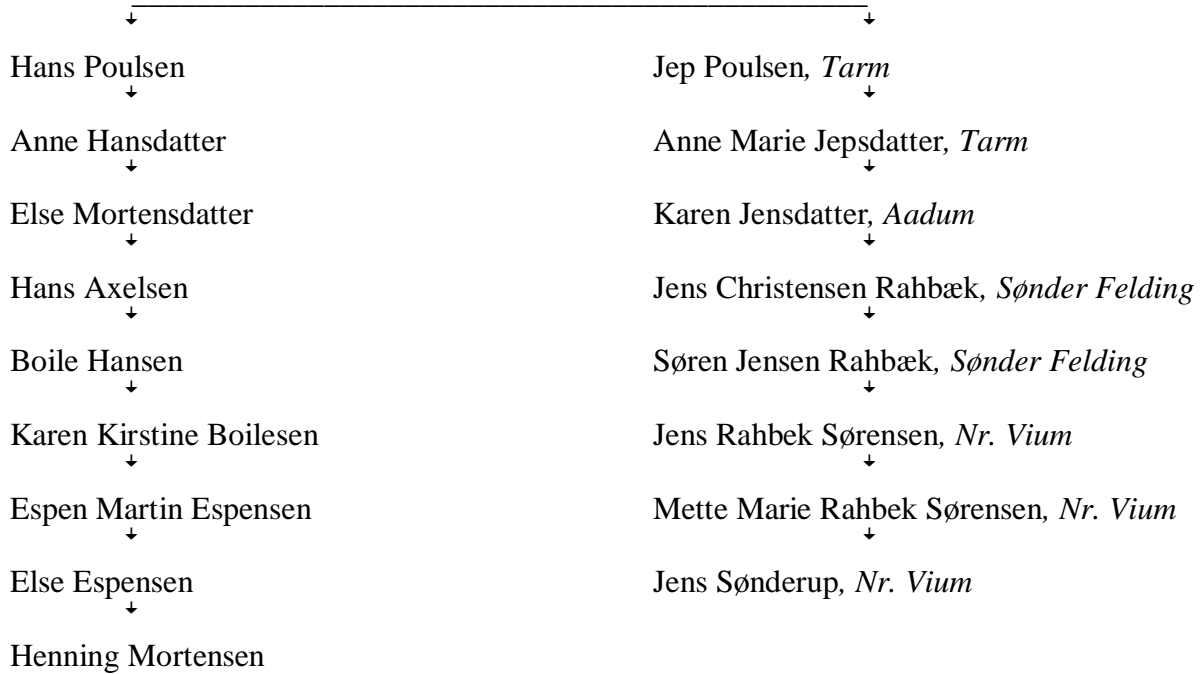 Hans Poulsen Jep Poulsen, Tarm
Anne Hansdatter Anne Marie Jepsdatter, Tarm
Else Mortensdatter Karen Jensdatter, Aadum
Hans Axelsen Jens Christensen Rahbæk, Sønder Felding
Boile Hansen Søren Jensen Rahbæk, Sønder Felding
Karen Kirstine Boilesen Jens Rahbek Sørensen, Nr. Vium
Espen Martin Espensen Mette Marie Rahbek Sørensen, Nr. Vium
Else Espensen Jens Sønderup, Nr. Vium
Henning Mortensen